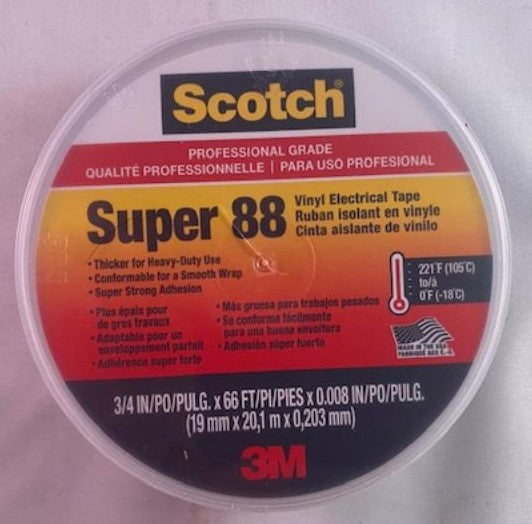 Scotch®
PROFESSIONAL GRADE
QUALITÉ PROFESSIONNELLE | PARA USO PROFESIONAL
Super 88
Vinyl Electrical Tape
Ruban isolant en vinyle
Cinta aislante de vinilo
• Thicker for Heavy-Duty Use
• Conformable for a Smooth Wrap
• Super Strong Adhesion
• Plus épais pour
de gros travaux
• Adaptable pour un
enveloppement parfait
• Adhérence super forte
• Más gruesa para trabajos pesados
• Se conforma fácilmente
para una buena envoltura
• Adhesión súper fuerte
221°F (105°C)
to/à
0°F (-18°C)
MADE IN THE USA
FABRIQUÉ AUX É.-U.
3/4 IN/PO/PULG. x 66 FT/PI/PIES x 0.008 IN/PO/PULG.
(19 mm x 20,1 m x 0,203 mm)
3M